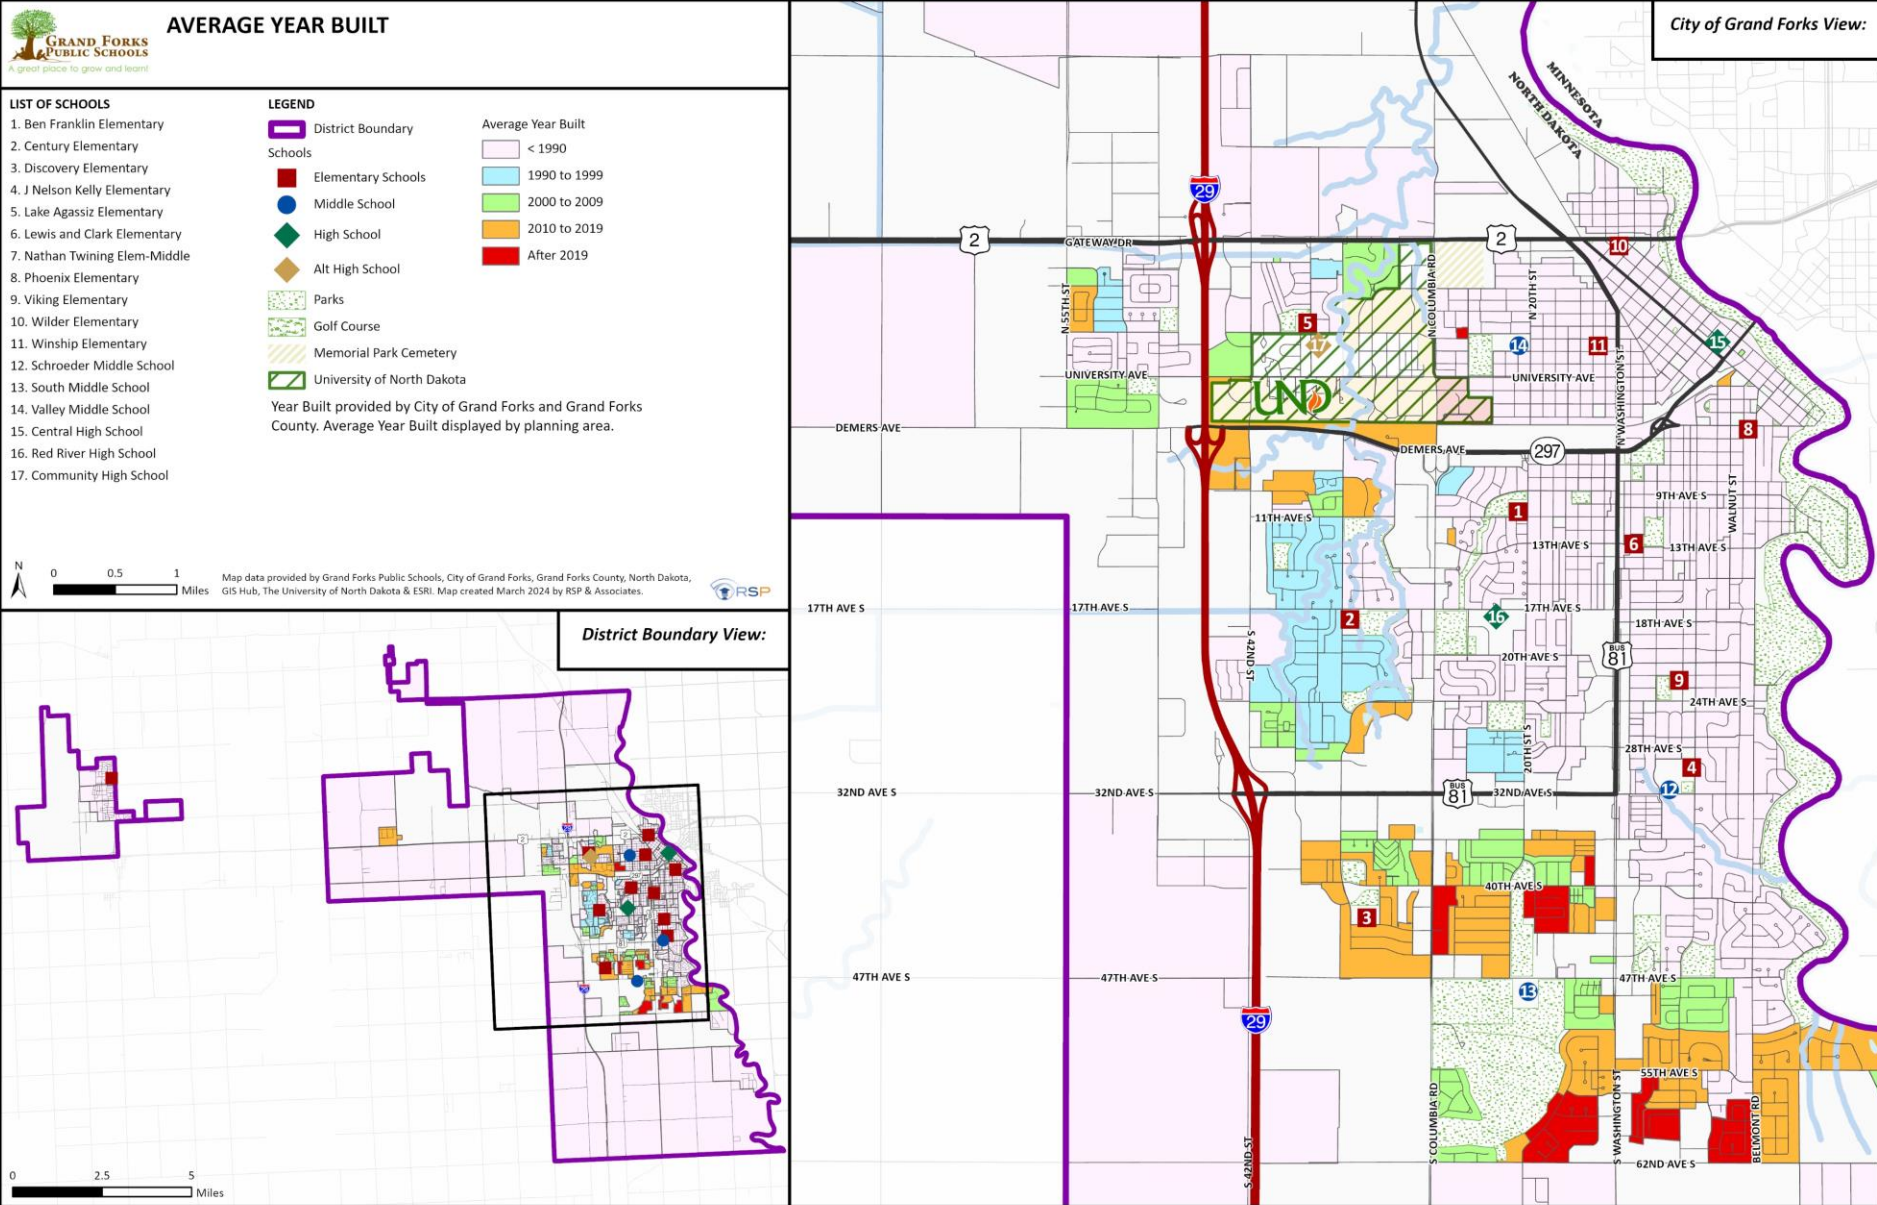 GRAND FORKS
PUBLIC SCHOOLS
A great place to grow and learn!
AVERAGE YEAR BUILT
LIST OF SCHOOLS
1. Ben Franklin Elementary
2. Century Elementary
3. Discovery Elementary
4. J Nelson Kelly Elementary
5. Lake Agassiz Elementary
6. Lewis and Clark Elementary
7. Nathan Twining Elem-Middle
8. Phoenix Elementary
9. Viking Elementary
10. Wilder Elementary
11. Winship Elementary
12. Schroeder Middle School
13. South Middle School
14. Valley Middle School
15. Central High School
16. Red River High School
17. Community High School
LEGEND
District Boundary
Schools
Elementary Schools
Middle School
High School
Alt High School
Parks
Golf Course
Memorial Park Cemetery
University of North Dakota
Average Year Built
< 1990
1990 to 1999
2000 to 2009
2010 to 2019
After 2019
Year Built provided by City of Grand Forks and Grand Forks
County. Average Year Built displayed by planning area.
N
0 0.5 1
Miles
Map data provided by Grand Forks Public Schools, City of Grand Forks, Grand Forks County, North Dakota,
GIS Hub, The University of North Dakota & ESRI. Map created March 2024 by RSP & Associates.
RSP
District Boundary View:
0 2.5 5
Miles
City of Grand Forks View:
MINNESOTA
NORTH DAKOTA
29
2
GATEWAY DR
2
10
N 55TH ST
N COLUMBIA RD
N 20TH ST
5
17
14
11
15
UNIVERSITY AVE
UNIVERSITY AVE
UND
N WASHINGTON ST
DEMERS AVE
DEMERS AVE
297
8
9TH AVE S
WALNUT ST
11TH AVE S
1
13TH AVE S
6
13TH AVE S
17TH AVE S
17TH AVE S
17TH AVE S
2
16
18TH AVE S
S 42ND ST
20TH AVE S
BUS
81
9
24TH AVE S
20TH ST S
28TH AVE S
4
12
32ND AVE S
32ND AVE S
BUS
81
32ND AVE S
40TH AVE S
3
47TH AVE S
47TH AVE S
47TH AVE S
13
29
55TH AVE S
S COLUMBIA RD
S WASHINGTON ST
BELMONT RD
S 42ND ST
62ND AVE S